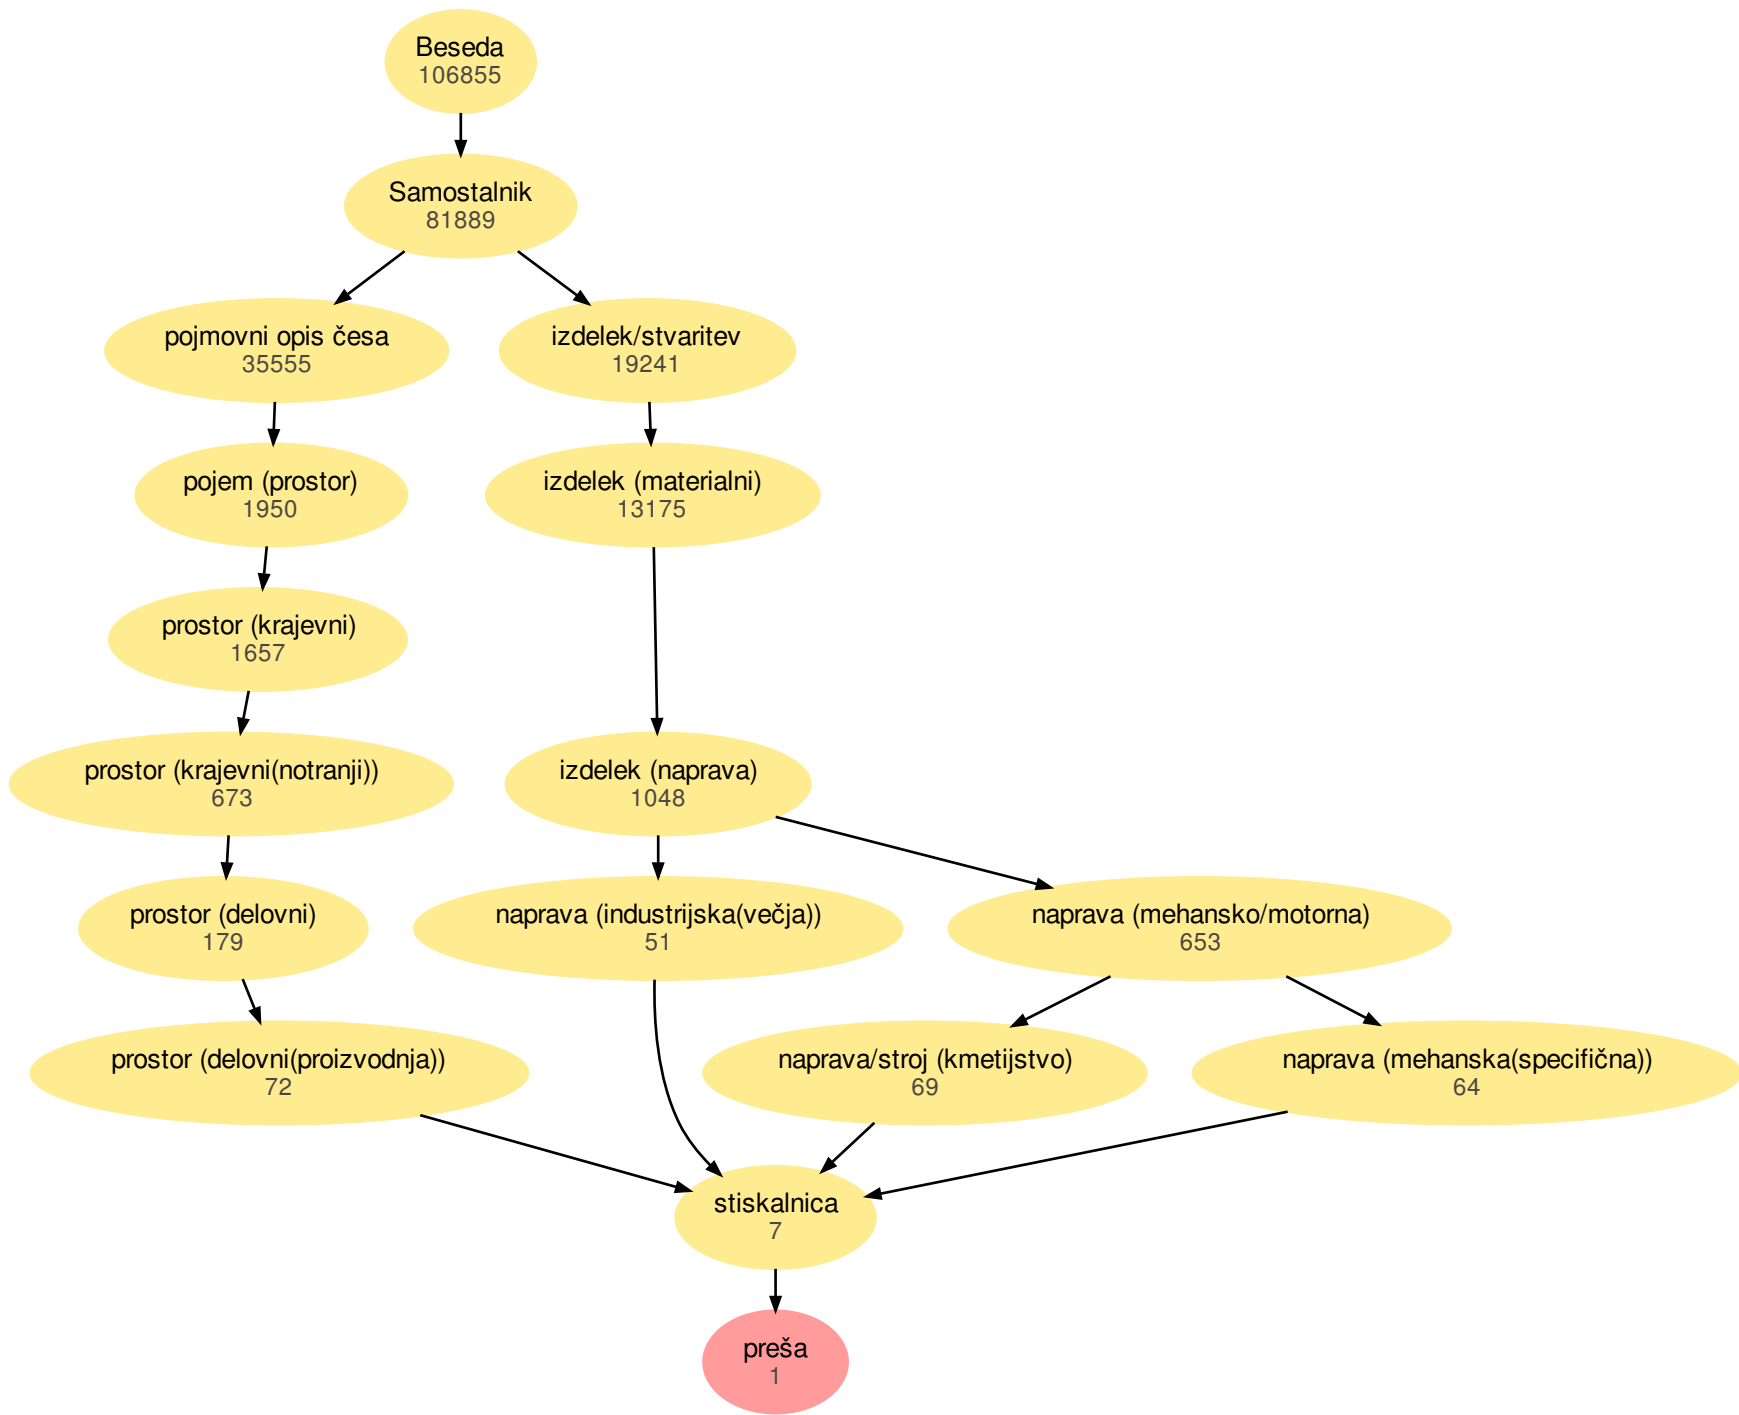 Beseda
106855
Samostalnik
81889
pojmovni opis česa
35555
izdelek/stvaritev
19241
pojem (prostor)
1950
izdelek (materialni)
13175
prostor (krajevni)
1657
prostor (krajevni(notranji))
673
izdelek (naprava)
1048
prostor (delovni)
179
naprava (industrijska(večja))
51
naprava (mehansko/motorna)
653
prostor (delovni(proizvodnja))
72
naprava/stroj (kmetijstvo)
69
naprava (mehanska(specifična))
64
stiskalnica
7
preša
1